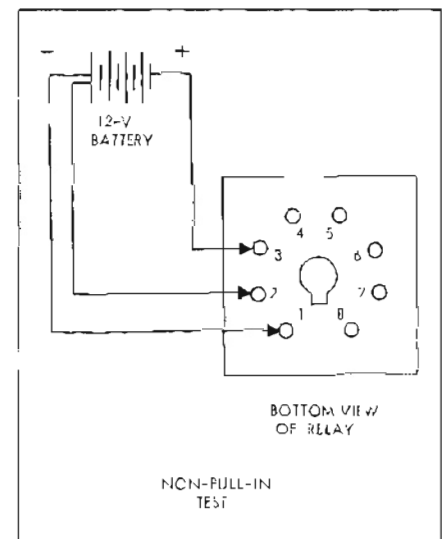 - +
12-V
BATTERY
4 5
3 6
2 7
1 8
BOTTOM VIEW
OF RELAY
NON-PULL-IN
TEST